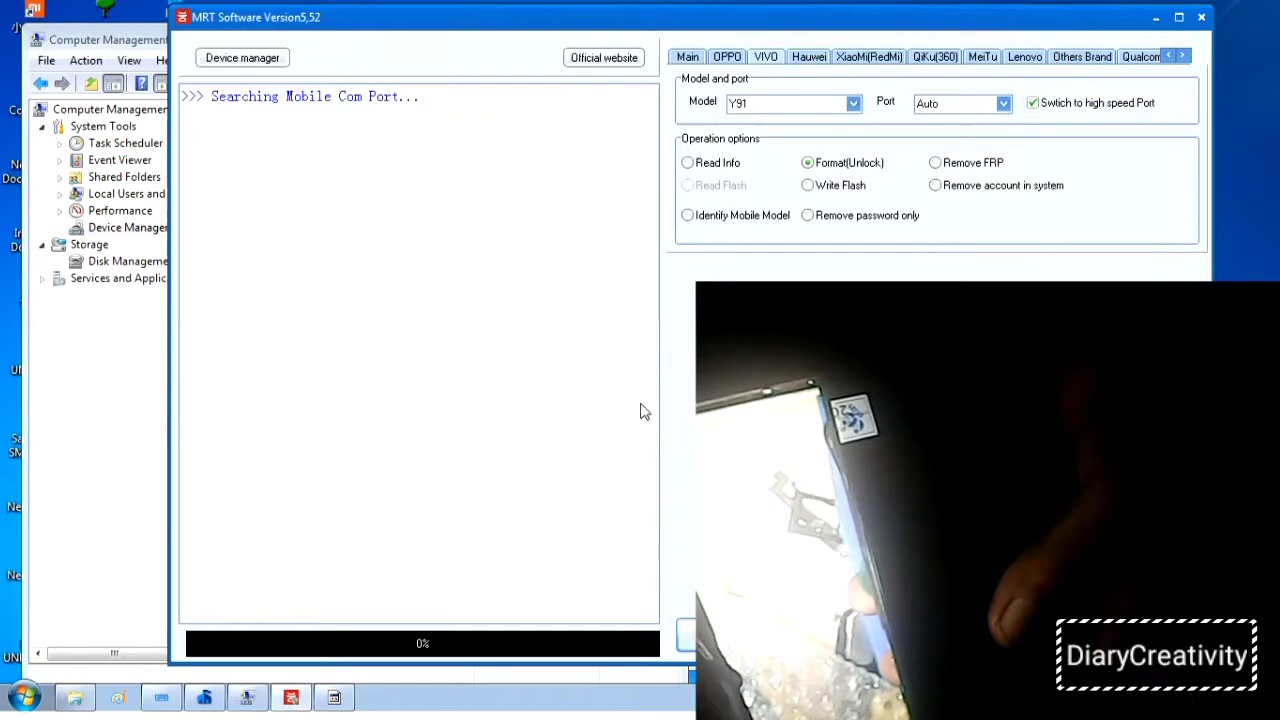 MRT Software Version5,52
Computer Management
File Action View He
Device manager
Official website
Main OPPO VIVO Hauwei XiaoMi(RedMi) QiKu(360) MeiTu Lenovo Others Brand Qualcom
>>> Searching Mobile Com Port...
Model and port
Model Y91 Port Auto Swtich to high speed Port
Operation options
Read Info Format(Unlock) Remove FRP
Read Flash Write Flash Remove account in system
Identify Mobile Model Remove password only
Computer Management
System Tools
Task Scheduler
Event Viewer
Shared Folders
Local Users and
Performance
Device Manager
Storage
Disk Manageme
Services and Applic
0%
DiaryCreativity